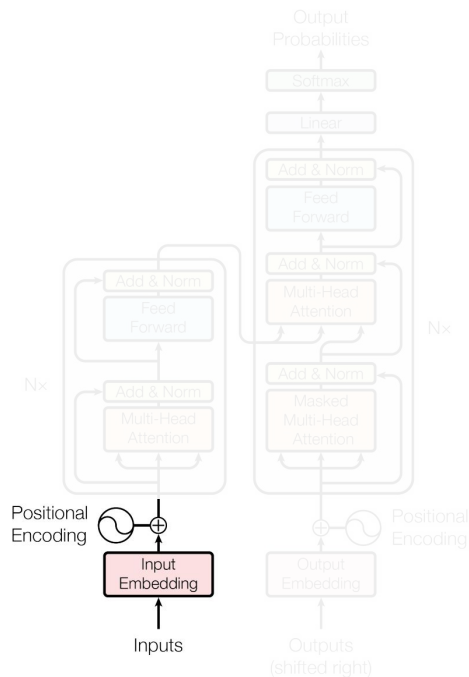 Output
Probabilities
Softmax
Linear
Add & Norm
Feed
Forward
Add & Norm
Multi-Head
Attention
Add & Norm
Masked
Multi-Head
Attention
Nx
Add & Norm
Feed
Forward
Add & Norm
Multi-Head
Attention
Nx
Positional
Encoding
Input
Embedding
Inputs
Positional
Encoding
Output
Embedding
Outputs
(shifted right)